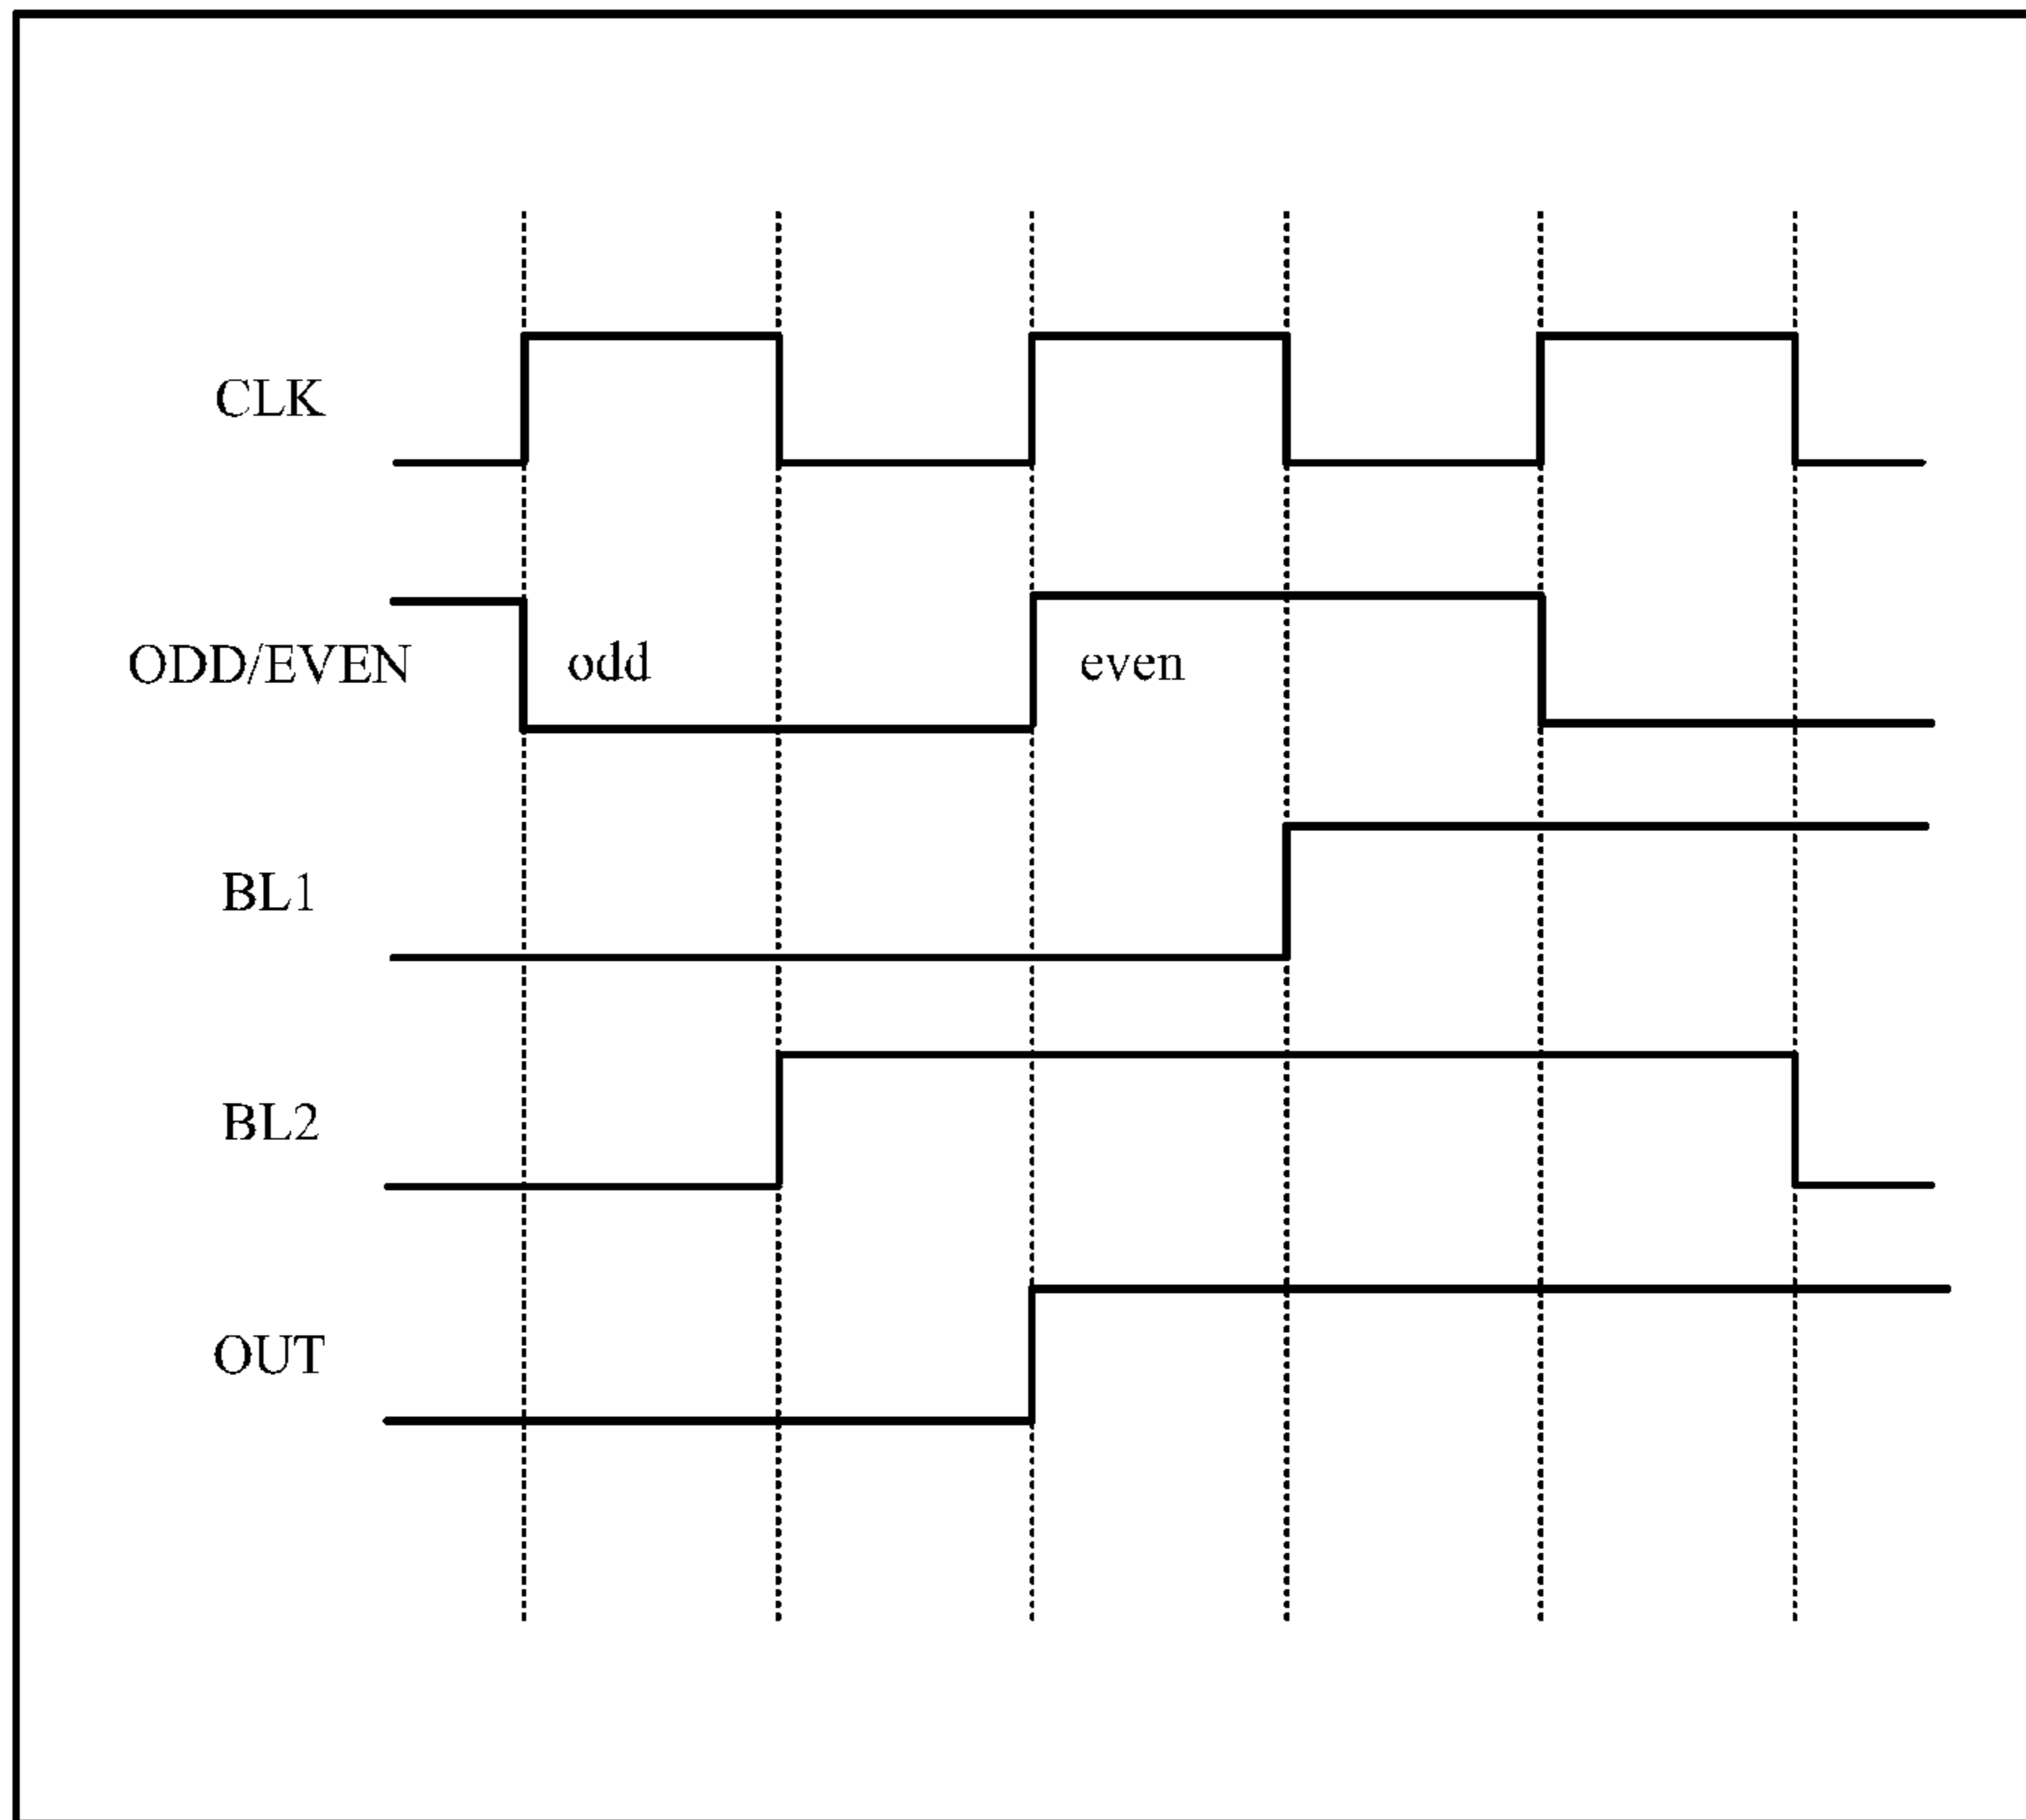 CLK
ODD/EVEN
odd
even
BL1
BL2
OUT